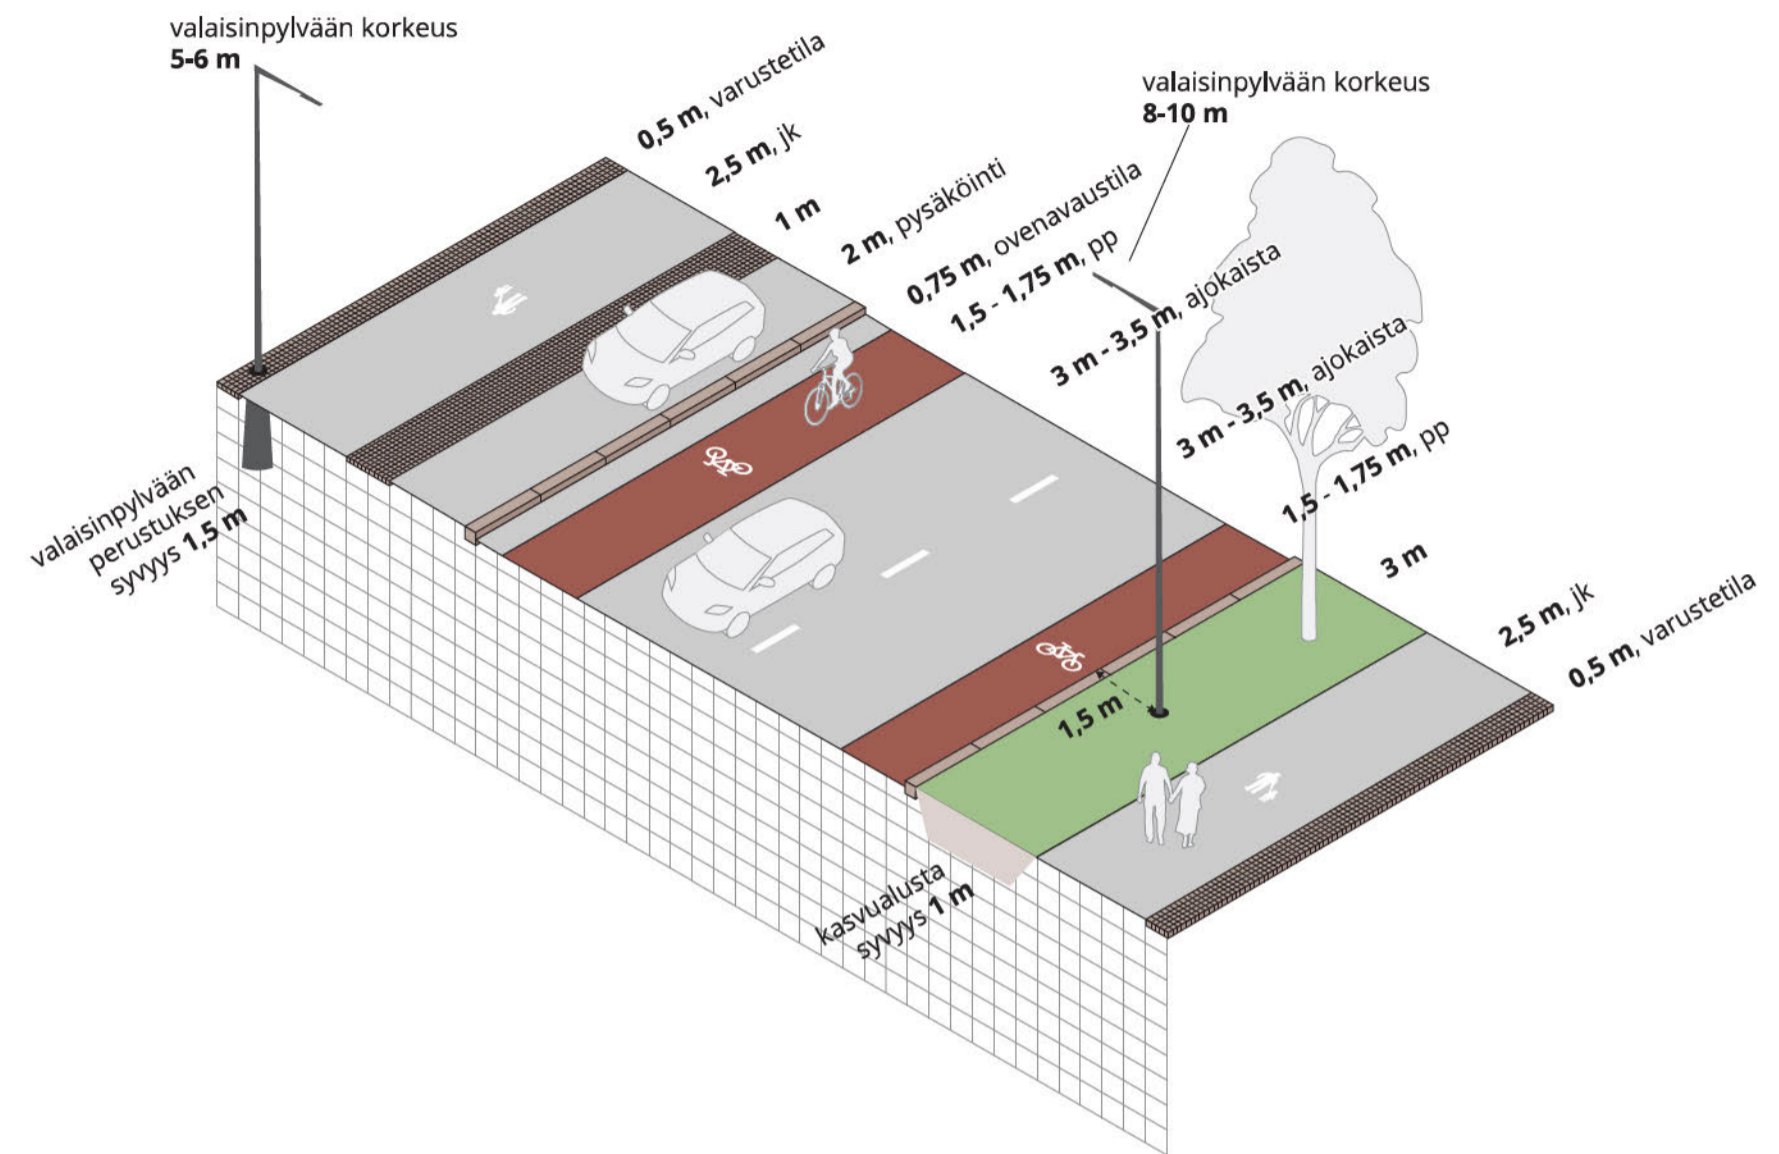 valaisinpylvään korkeus
5-6 m
0,5 m, varustetila
2,5 m, jk
1 m
2 m, pysäköinti
0,75 m, ovenavaustila
1,5 - 1,75 m, pp
valaisinpylvään korkeus
8-10 m
3 m - 3,5 m, ajokaista
3 m - 3,5 m, ajokaista
1,5 - 1,75 m, pp
3 m
2,5 m, jk
0,5 m, varustetila
valaisinpylvään
perustuksen
syvyys 1,5 m
1,5 m
kasvualusta
syvyys 1 m